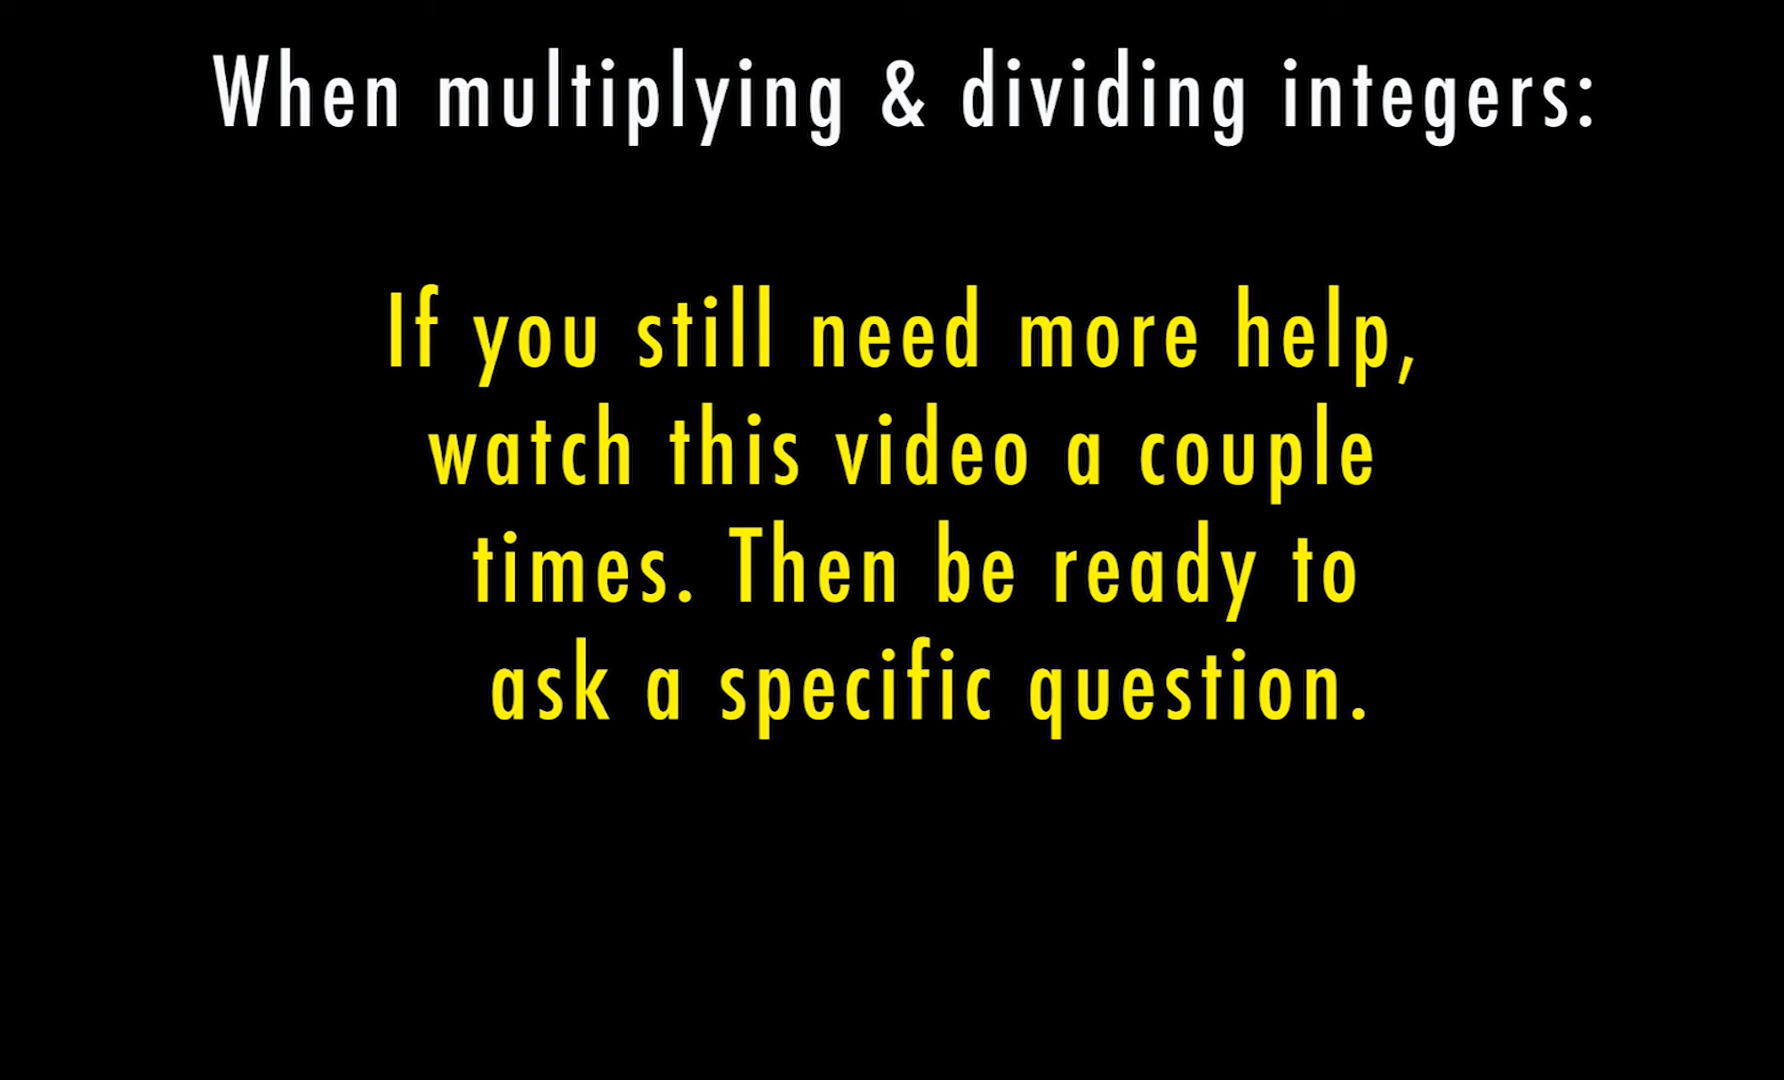 When multiplying & dividing integers:
If you still need more help,
watch this video a couple
times. Then be ready to
ask a specific question.